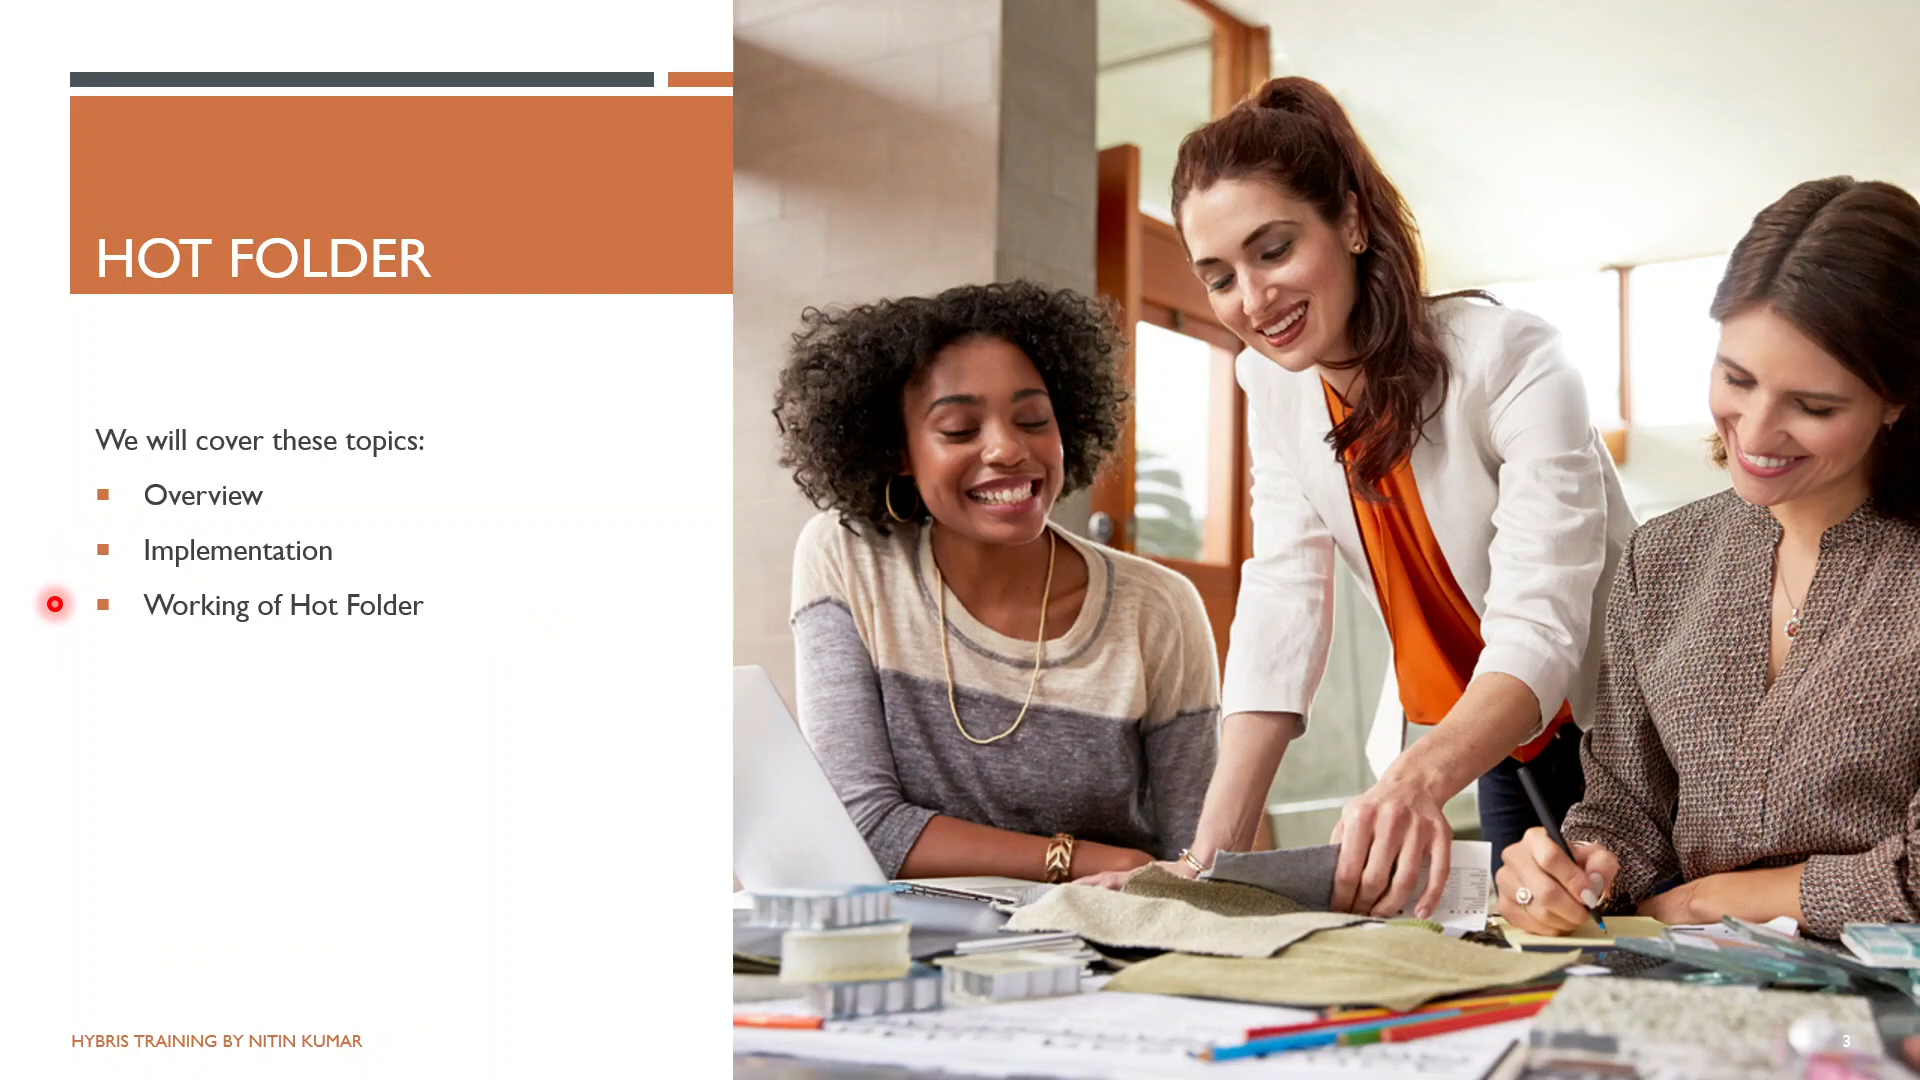 HOT FOLDER
We will cover these topics:
Overview
Implementation
Working of Hot Folder
HYBRIS TRAINING BY NITIN KUMAR
3